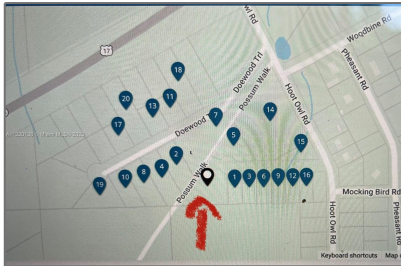 wl Rd
17
Woodbine Rd
Doewood Trl
Possum Walk
Hoot Owl Rd
Pheasant Rd
18
20
13
11
17
7
14
Doewood
5
15
2
4
8
10
19
Possum Walk
1
3
6
9
12
16
Mocking Bird Rd
Hoot Owl Rd
Pheasant Rd
Keyboard shortcuts
Map